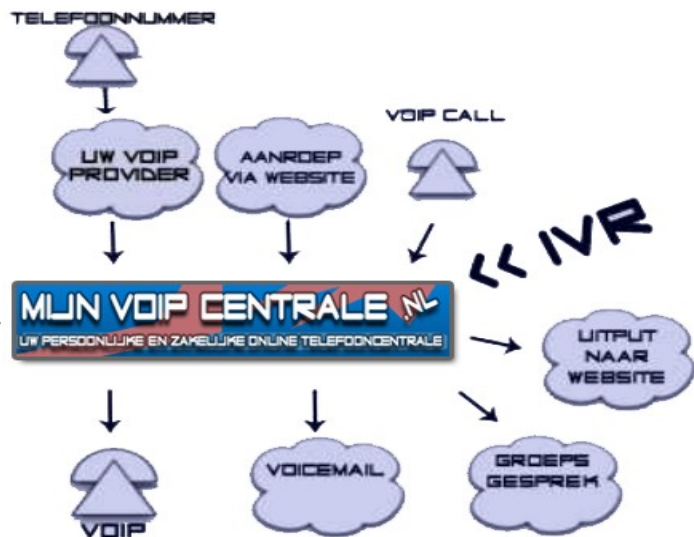 TELEFOONNUMMER
VOIP CALL
UW VOIP
PROVIDER
AANROEP
VIA WEBSITE
<< IVR
MIJN VOIP CENTRALE .NL
UW PERSOONLIJKE EN ZAKELIJKE ONLINE TELEFOONCENTRALE
UITPUT
NAAR
WEBSITE
VOIP
VOICEMAIL
GROEPS
GESPREK